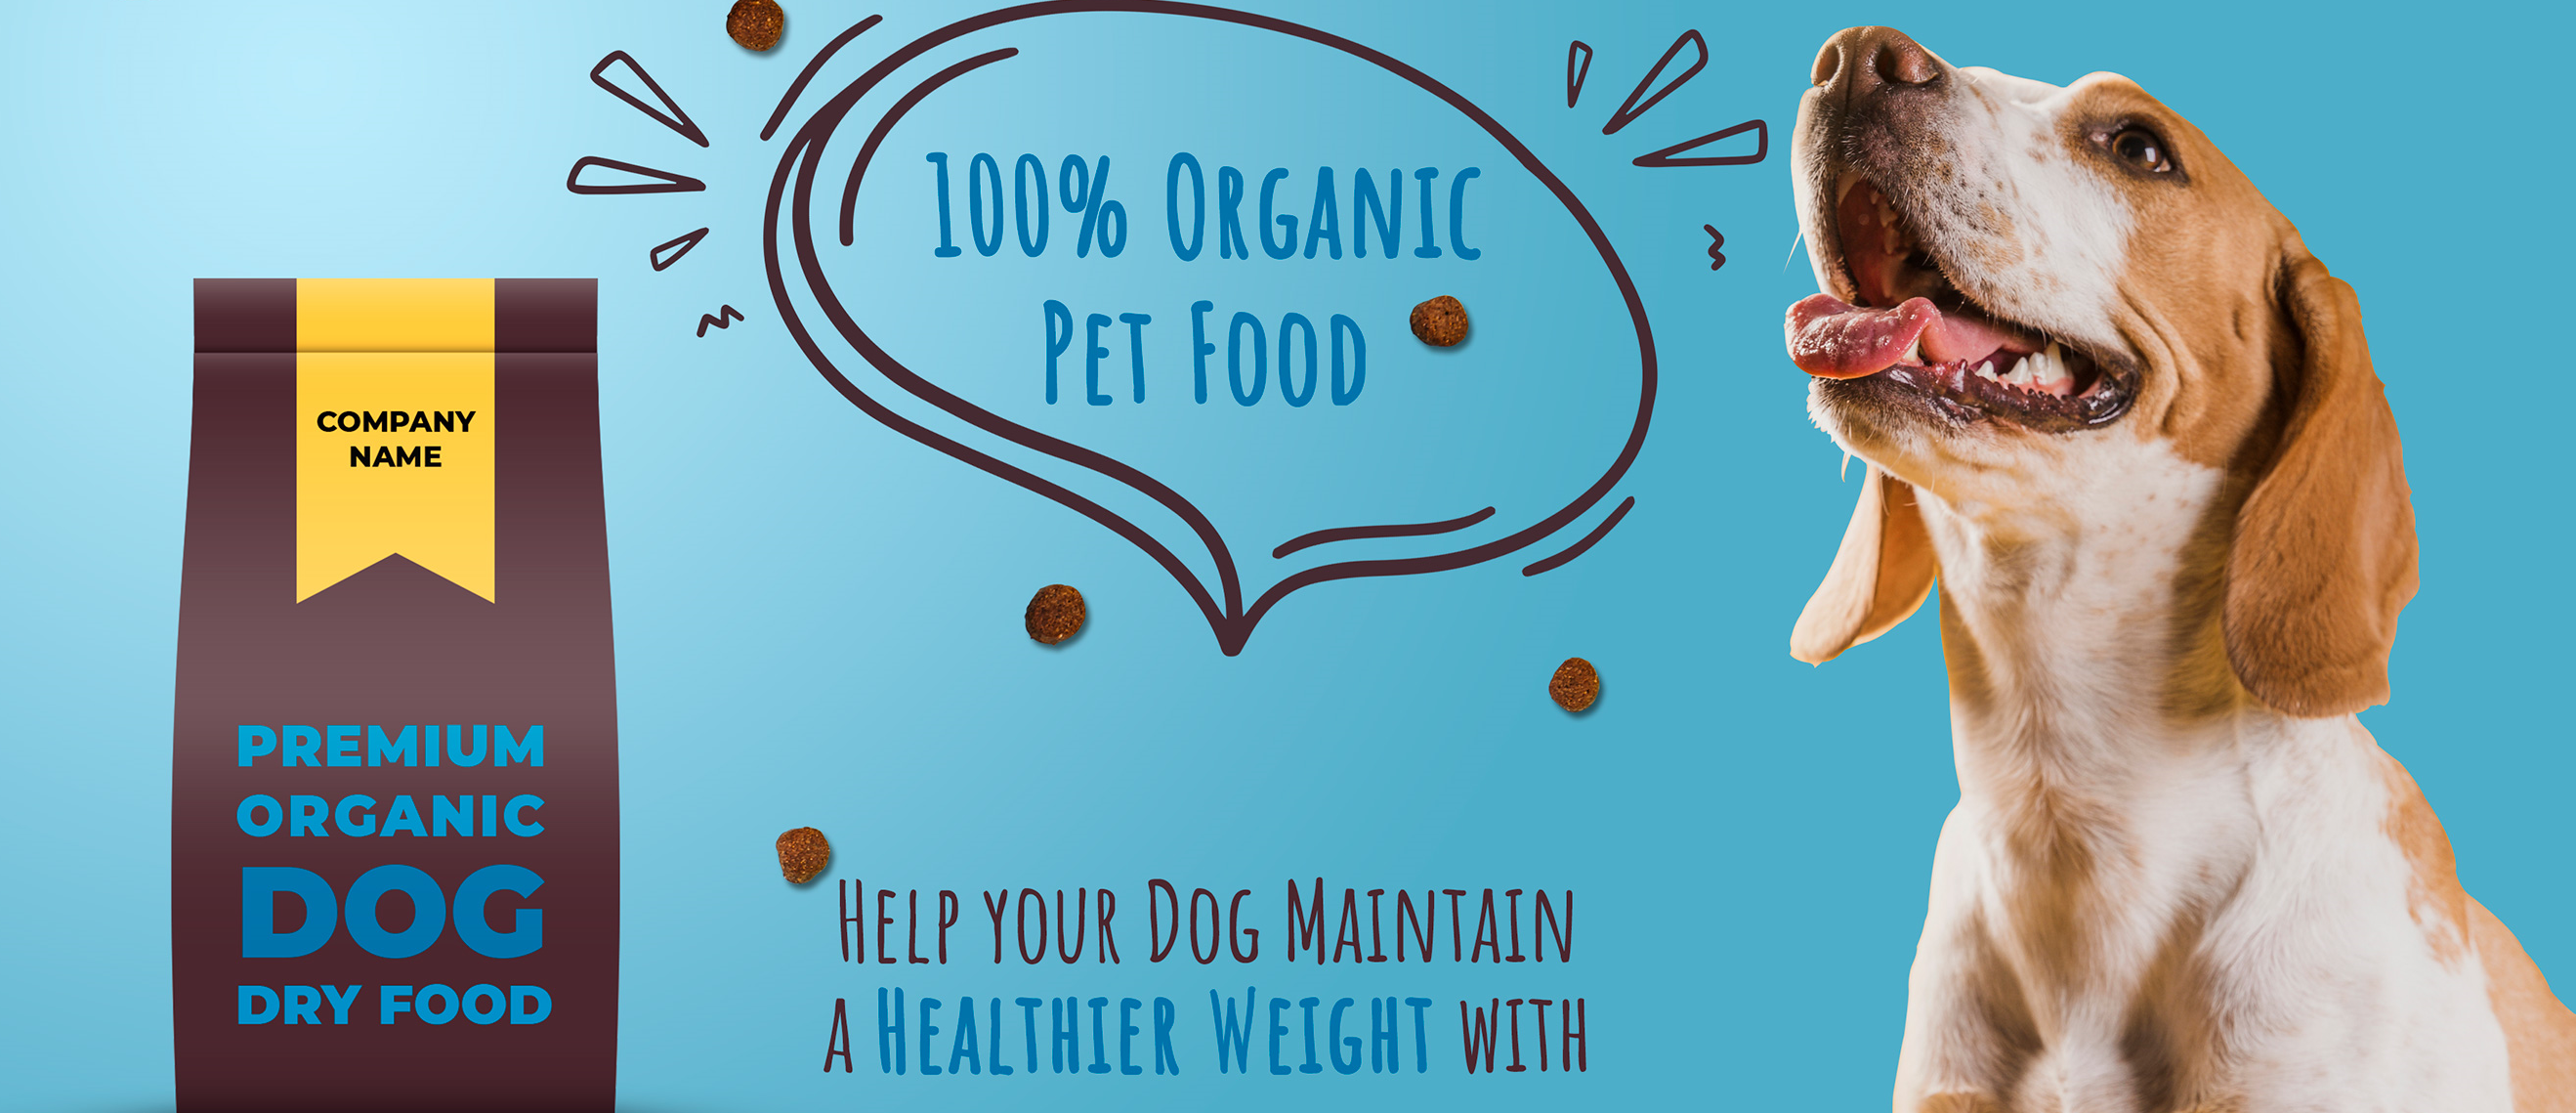 100% Organic
Pet Food
COMPANY
NAME
PREMIUM
ORGANIC
DOG
DRY FOOD
Help your Dog Maintain
a Healthier Weight with